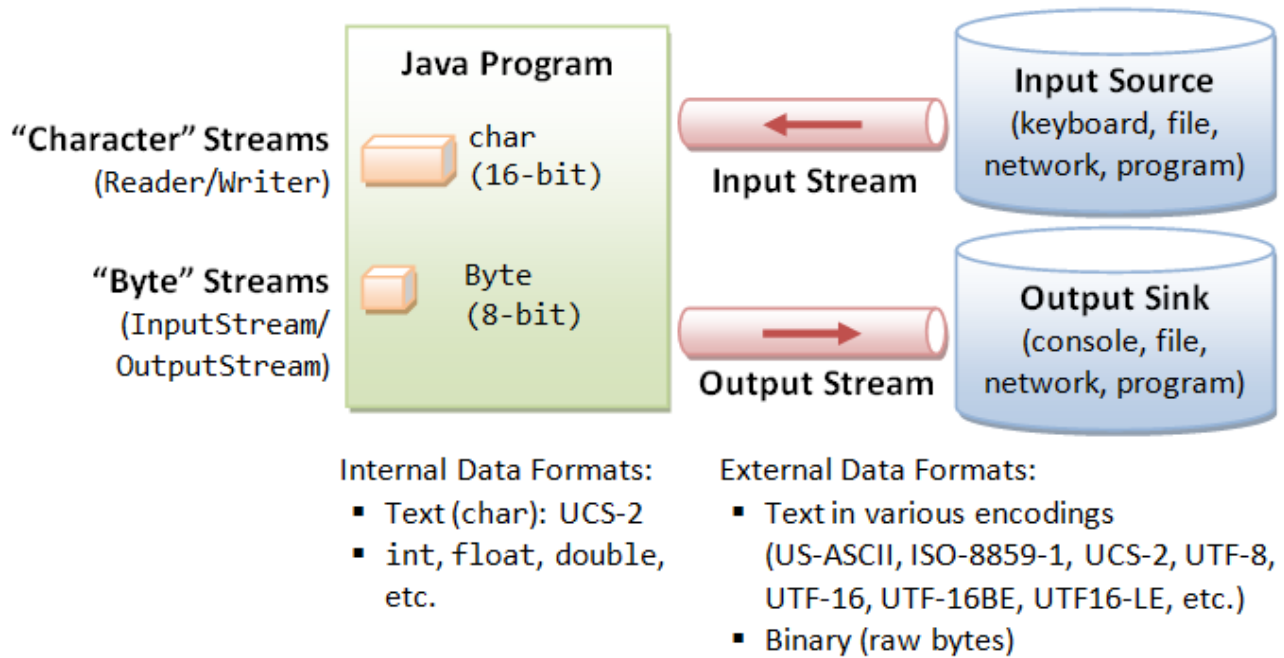 Java Program
“Character” Streams
(Reader/Writer)
char
(16-bit)
“Byte” Streams
(InputStream/
OutputStream)
Byte
(8-bit)
Input Stream
Input Source
(keyboard, file,
network, program)
Output Stream
Output Sink
(console, file,
network, program)
Internal Data Formats:
▪ Text (char): UCS-2
▪ int, float, double,
etc.
External Data Formats:
▪ Text in various encodings
(US-ASCII, ISO-8859-1, UCS-2, UTF-8,
UTF-16, UTF-16BE, UTF16-LE, etc.)
▪ Binary (raw bytes)